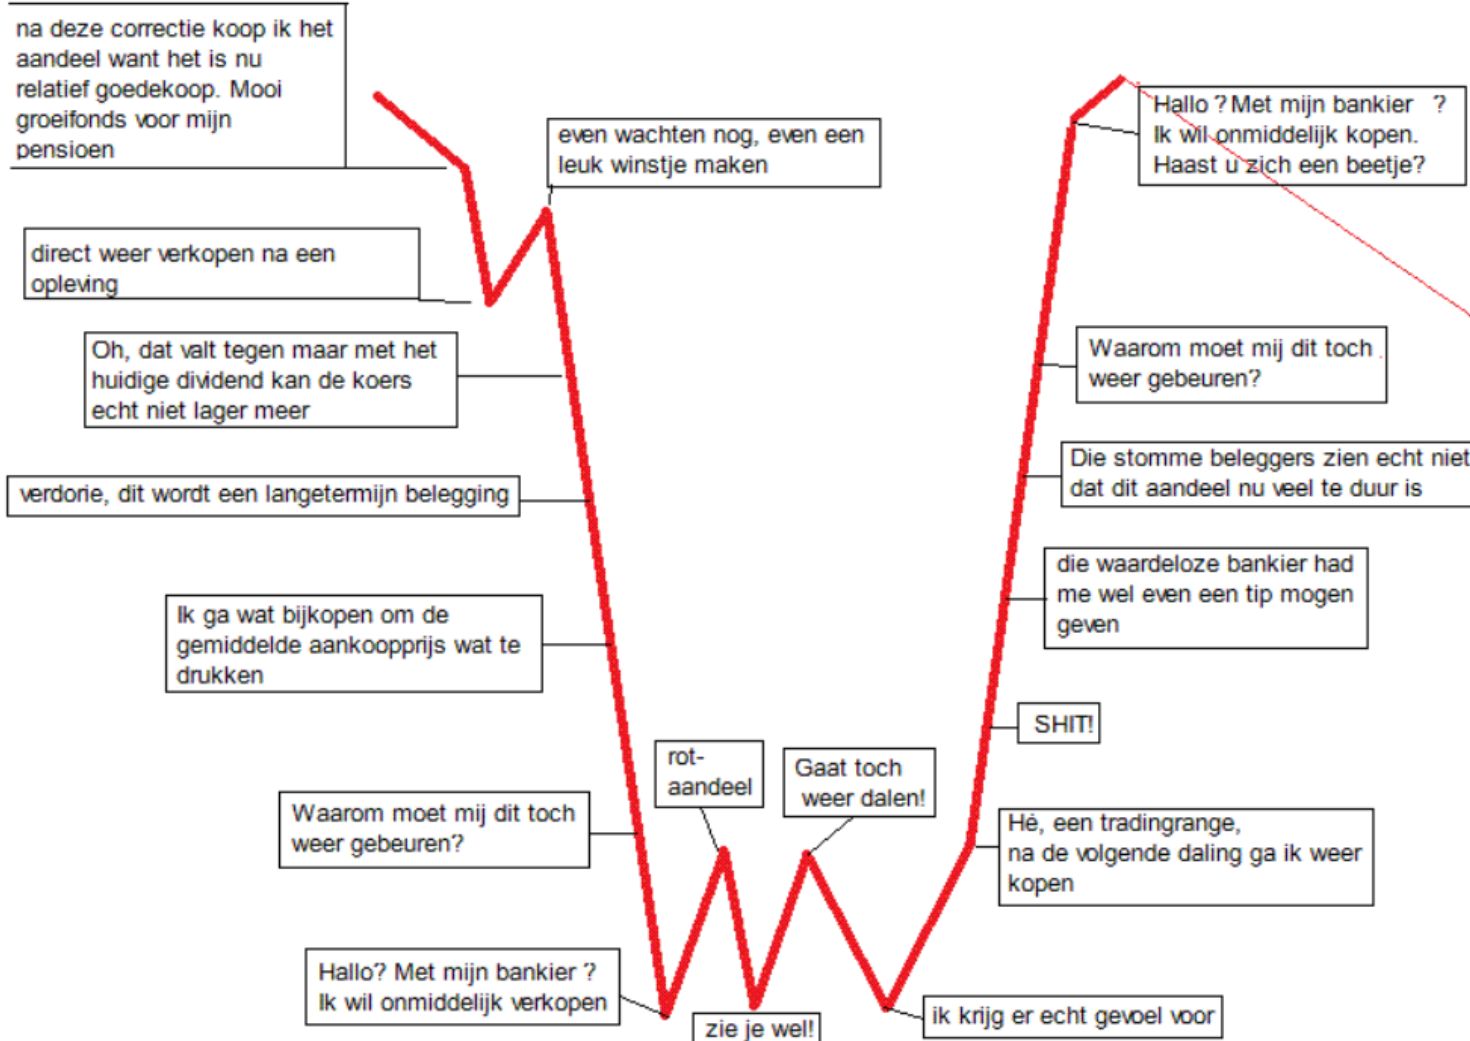 na deze correctie koop ik het
aandeel want het is nu
relatief goedekoop. Mooi
groeifonds voor mijn
pensioen
even wachten nog, even een
leuk winstje maken
direct weer verkopen na een
opleving
Oh, dat valt tegen maar met het
huidige dividend kan de koers
echt niet lager meer
verdorie, dit wordt een langetermijn belegging
Ik ga wat bijkopen om de
gemiddelde aankoopprijs wat te
drukken
Waarom moet mij dit toch
weer gebeuren?
Hallo? Met mijn bankier ?
Ik wil onmiddelijk verkopen
rot-
aandeel
zie je wel!
Gaat toch
weer dalen!
ik krijg er echt gevoel voor
Hé, een tradingrange,
na de volgende daling ga ik weer
kopen
SHIT!
die waardeloze bankier had
me wel even een tip mogen
geven
Die stomme beleggers zien echt niet
dat dit aandeel nu veel te duur is
Waarom moet mij dit toch
weer gebeuren?
Hallo ? Met mijn bankier ?
Ik wil onmiddelijk kopen.
Haast u zich een beetje?